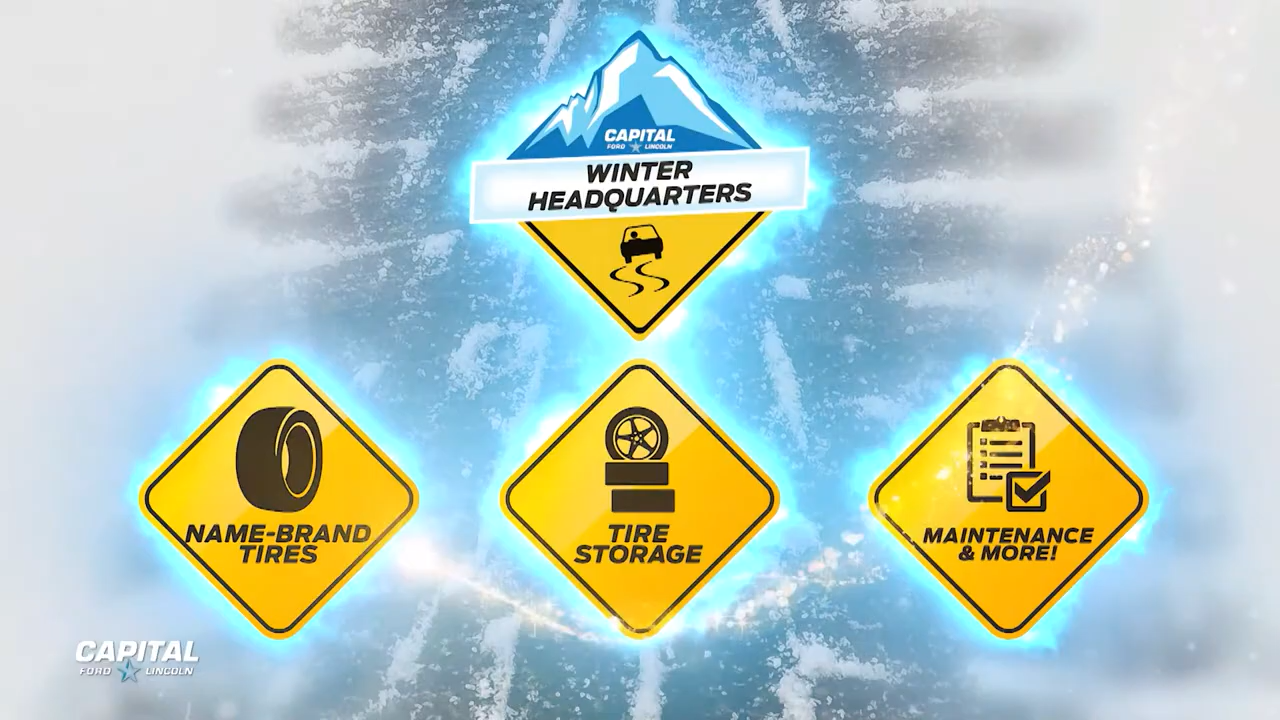 CAPITAL
FORD LINCOLN
WINTER
HEADQUARTERS
NAME-BRAND
TIRES
TIRE
STORAGE
MAINTENANCE
& MORE!
CAPITAL
FORD LINCOLN